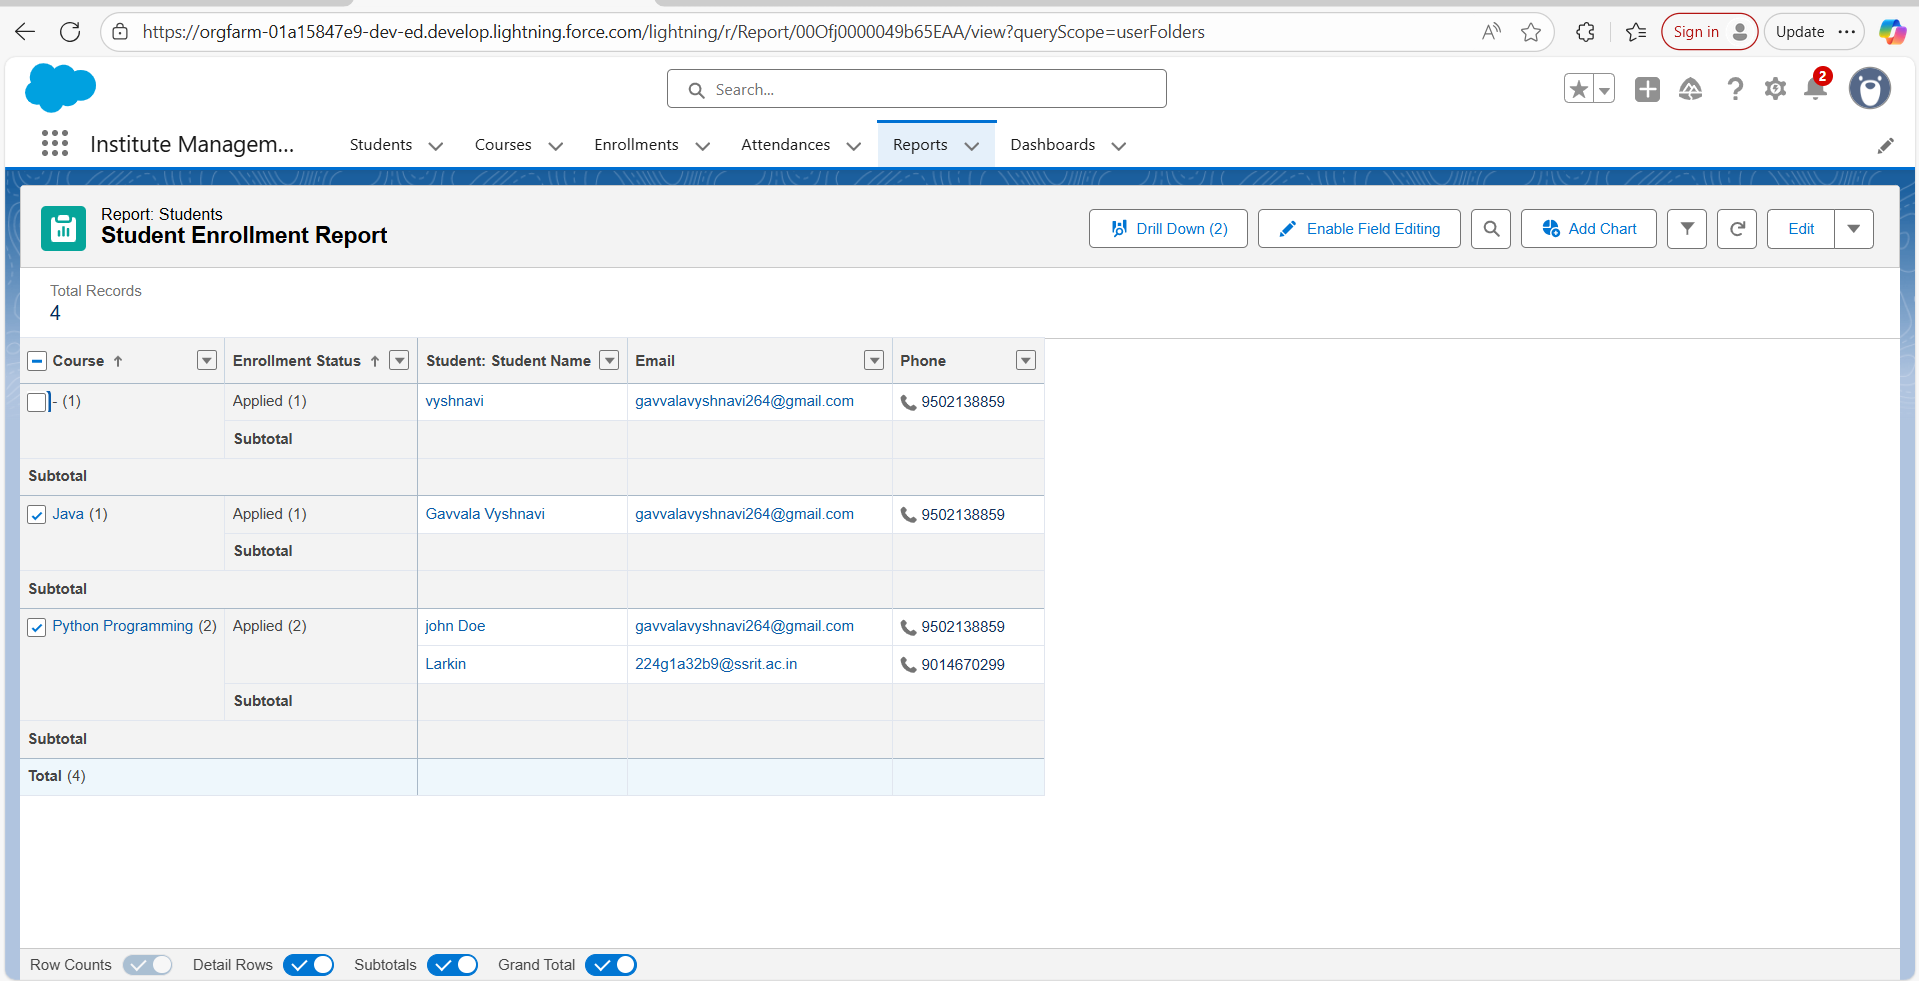 https://orgfarm-01a15847e9-dev-ed.develop.lightning.force.com/lightning/r/Report/00Ofj0000049b65EAA/view?queryScope=userFolders
Sign in
Update
Search...
2
Institute Managem...
Students
Courses
Enrollments
Attendances
Reports
Dashboards
Report: Students
Student Enrollment Report
Drill Down (2)
Enable Field Editing
Add Chart
Edit
Total Records
4
Course ↑ Enrollment Status ↑ Student: Student Name Email Phone
- (1) Applied (1) vyshnavi gavvalavyshnavi264@gmail.com 9502138859
Subtotal
Subtotal
Java (1) Applied (1) Gavvala Vyshnavi gavvalavyshnavi264@gmail.com 9502138859
Subtotal
Subtotal
Python Programming (2) Applied (2) john Doe gavvalavyshnavi264@gmail.com 9502138859
Larkin 224g1a32b9@ssrit.ac.in 9014670299
Subtotal
Subtotal
Total (4)
Row Counts Detail Rows Subtotals Grand Total